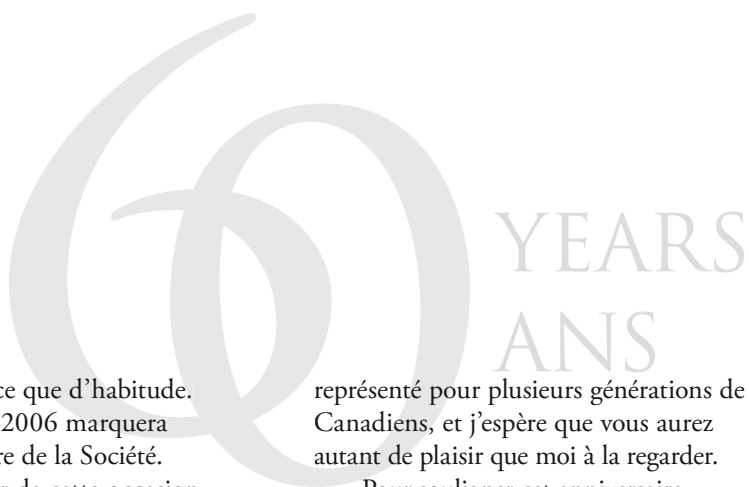 60
YEARS
ANS
ce que d'habitude.
2006 marquera
re de la Société.
représenté pour plusieurs générations de
Canadiens, et j'espère que vous aurez
autant de plaisir que moi à la regarder.